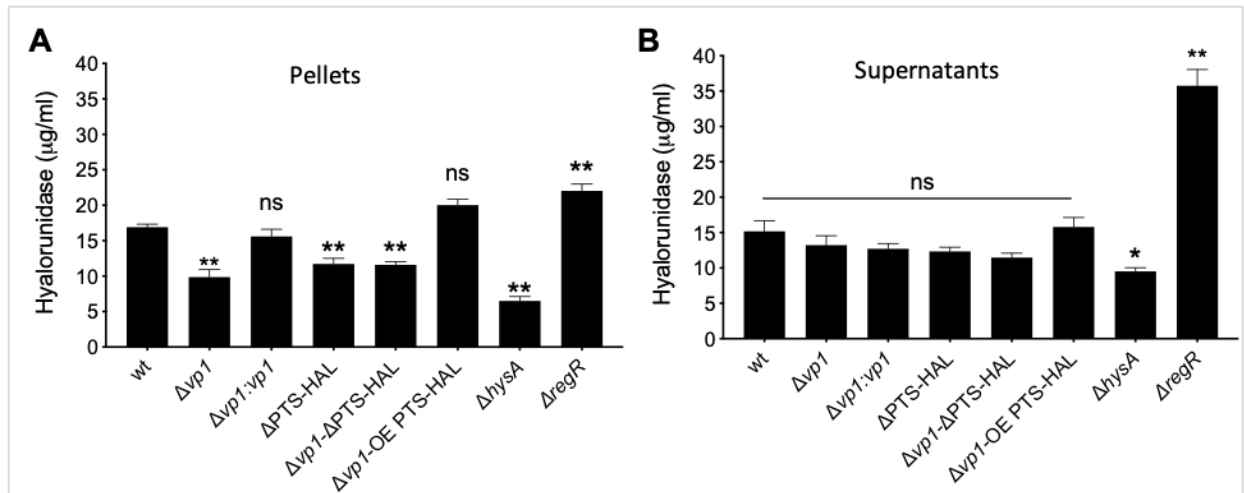 A
Pellets
Hyalorunidase (μg/ml)
40
35
30
25
20
15
10
5
0
**
ns
**
**
ns
**
**
wt
Δvp1
Δvp1:vp1
ΔPTS-HAL
Δvp1-ΔPTS-HAL
Δvp1-OE PTS-HAL
ΔhysA
ΔregR
B
Supernatants
Hyalorunidase (μg/ml)
40
35
30
25
20
15
10
5
0
ns
*
**
wt
Δvp1
Δvp1:vp1
ΔPTS-HAL
Δvp1-ΔPTS-HAL
Δvp1-OE PTS-HAL
ΔhysA
ΔregR